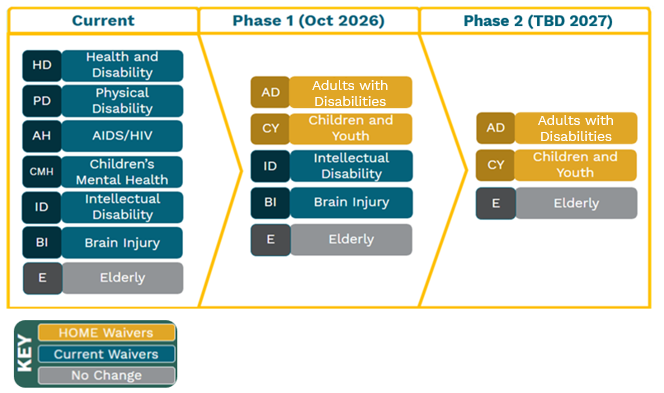 Current
Phase 1 (Oct 2026)
Phase 2 (TBD 2027)
HD
Health and
Disability
PD
Physical
Disability
AH
AIDS/HIV
CMH
Children's
Mental Health
ID
Intellectual
Disability
BI
Brain Injury
E
Elderly
AD
Adults with
Disabilities
CY
Children and
Youth
ID
Intellectual
Disability
BI
Brain Injury
E
Elderly
AD
Adults with
Disabilities
CY
Children and
Youth
E
Elderly
KEY
HOME Waivers
Current Waivers
No Change